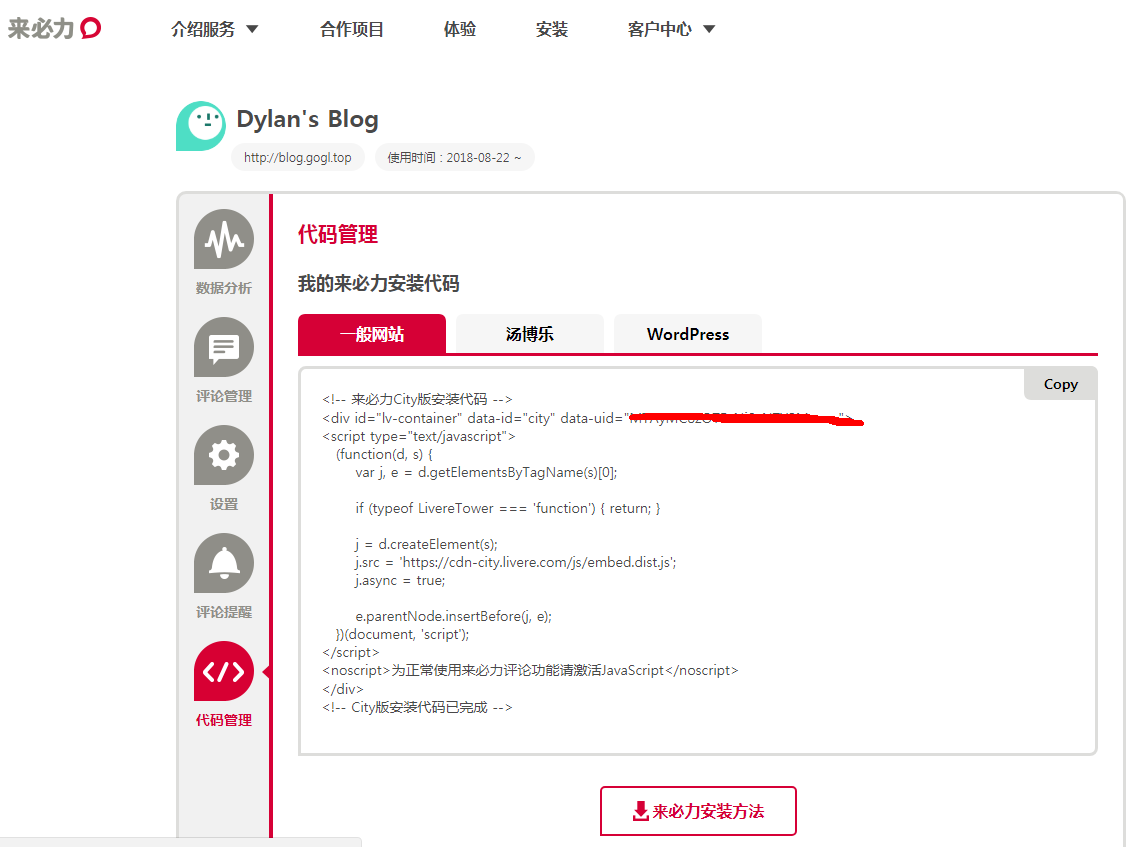 来必力
介绍服务 ▼ 合作项目 体验 安装 客户中心 ▼
Dylan's Blog
http://blog.gogl.top 使用时间 : 2018-08-22 ~
数据分析
评论管理
设置
评论提醒
代码管理
代码管理
我的来必力安装代码
一般网站 汤博乐 WordPress
Copy
<!-- 来必力City版安装代码 -->
<div id="lv-container" data-id="city" data-uid="
<script type="text/javascript">
(function(d, s) {
var j, e = d.getElementsByTagName(s)[0];
if (typeof LivereTower === 'function') { return; }
j = d.createElement(s);
j.src = 'https://cdn-city.livere.com/js/embed.dist.js';
j.async = true;
e.parentNode.insertBefore(j, e);
})(document, 'script');
</script>
<noscript>为正常使用来必力评论功能请激活JavaScript</noscript>
</div>
<!-- City版安装代码已完成 -->
来必力安装方法